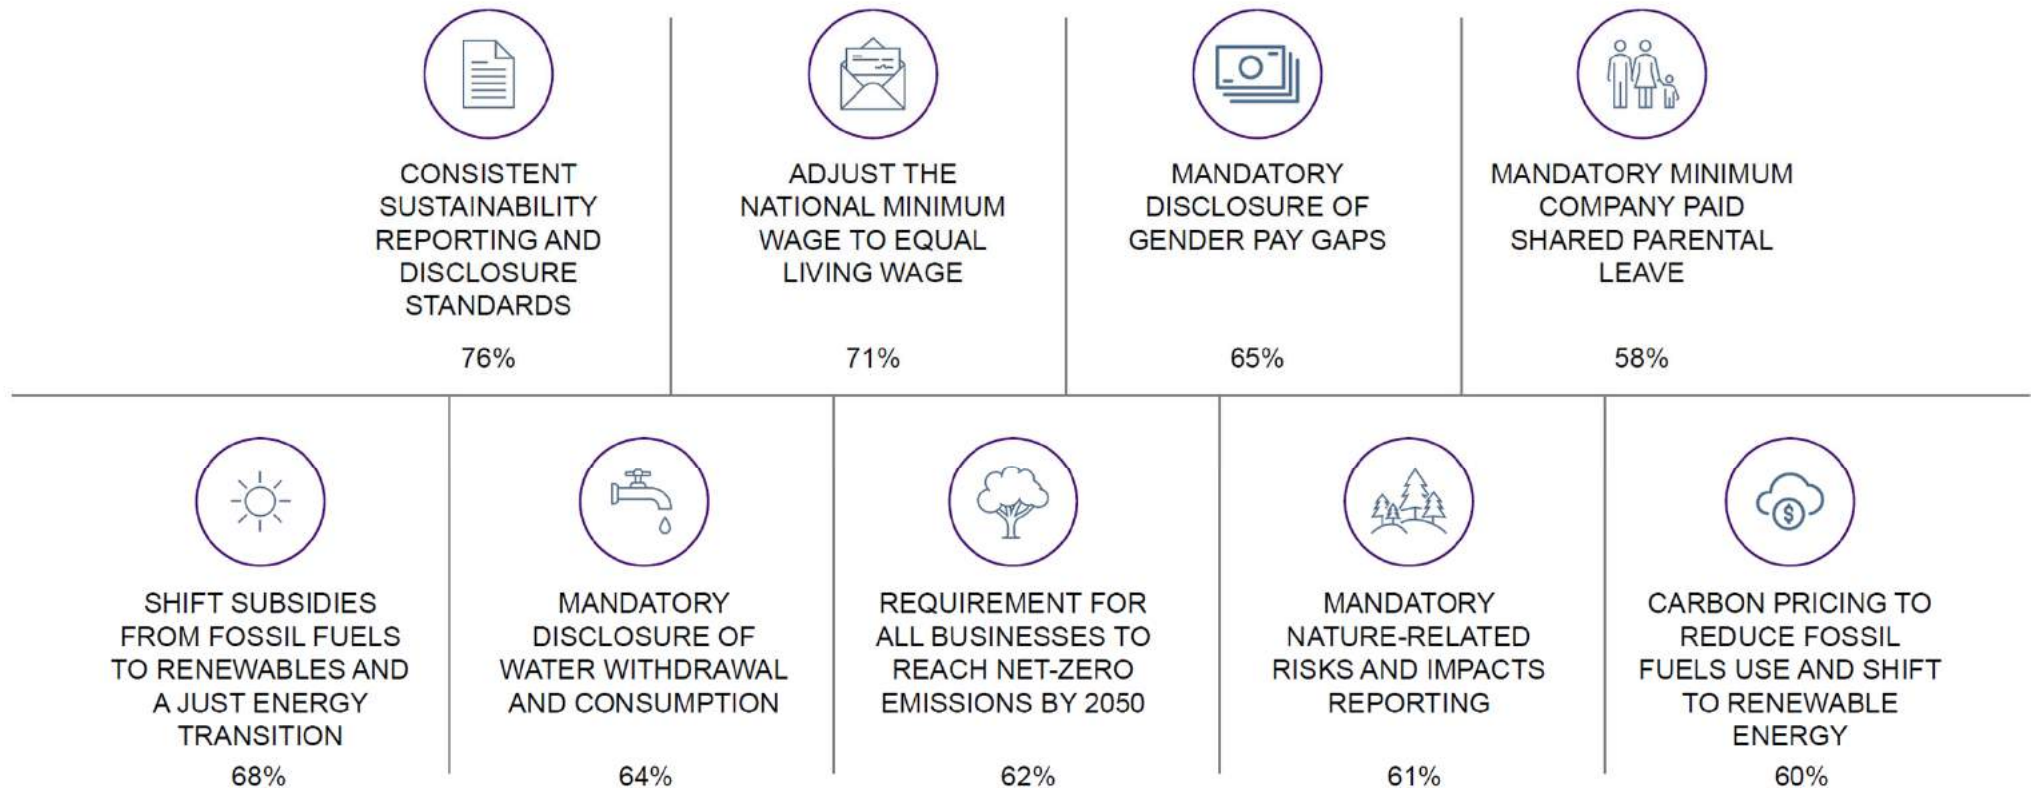 CONSISTENT
SUSTAINABILITY
REPORTING AND
DISCLOSURE
STANDARDS
76%
ADJUST THE
NATIONAL MINIMUM
WAGE TO EQUAL
LIVING WAGE
71%
MANDATORY
DISCLOSURE OF
GENDER PAY GAPS
65%
MANDATORY MINIMUM
COMPANY PAID
SHARED PARENTAL
LEAVE
58%
SHIFT SUBSIDIES
FROM FOSSIL FUELS
TO RENEWABLES AND
A JUST ENERGY
TRANSITION
68%
MANDATORY
DISCLOSURE OF
WATER WITHDRAWAL
AND CONSUMPTION
64%
REQUIREMENT FOR
ALL BUSINESSES TO
REACH NET-ZERO
EMISSIONS BY 2050
62%
MANDATORY
NATURE-RELATED
RISKS AND IMPACTS
REPORTING
61%
$
CARBON PRICING TO
REDUCE FOSSIL
FUELS USE AND SHIFT
TO RENEWABLE
ENERGY
60%